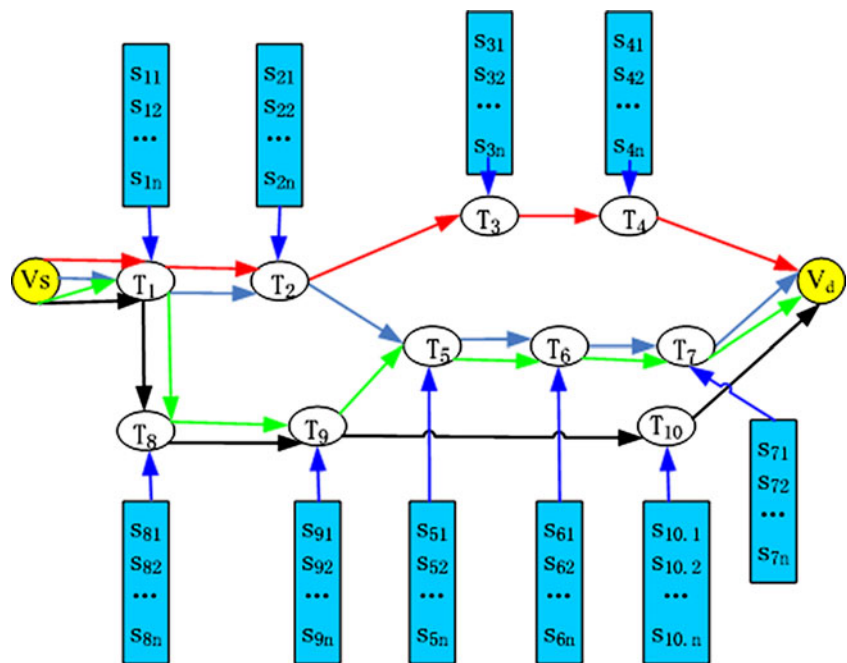 s11
s12
...
s1n
s21
s22
...
s2n
s31
s32
...
s3n
s41
s42
...
s4n
Vs
T1
T2
T3
T4
Vd
T5
T6
T7
T8
T9
T10
s81
s82
...
s8n
s91
s92
...
s9n
s51
s52
...
s5n
s61
s62
...
s6n
s10.1
s10.2
...
s10.n
s71
s72
...
s7n